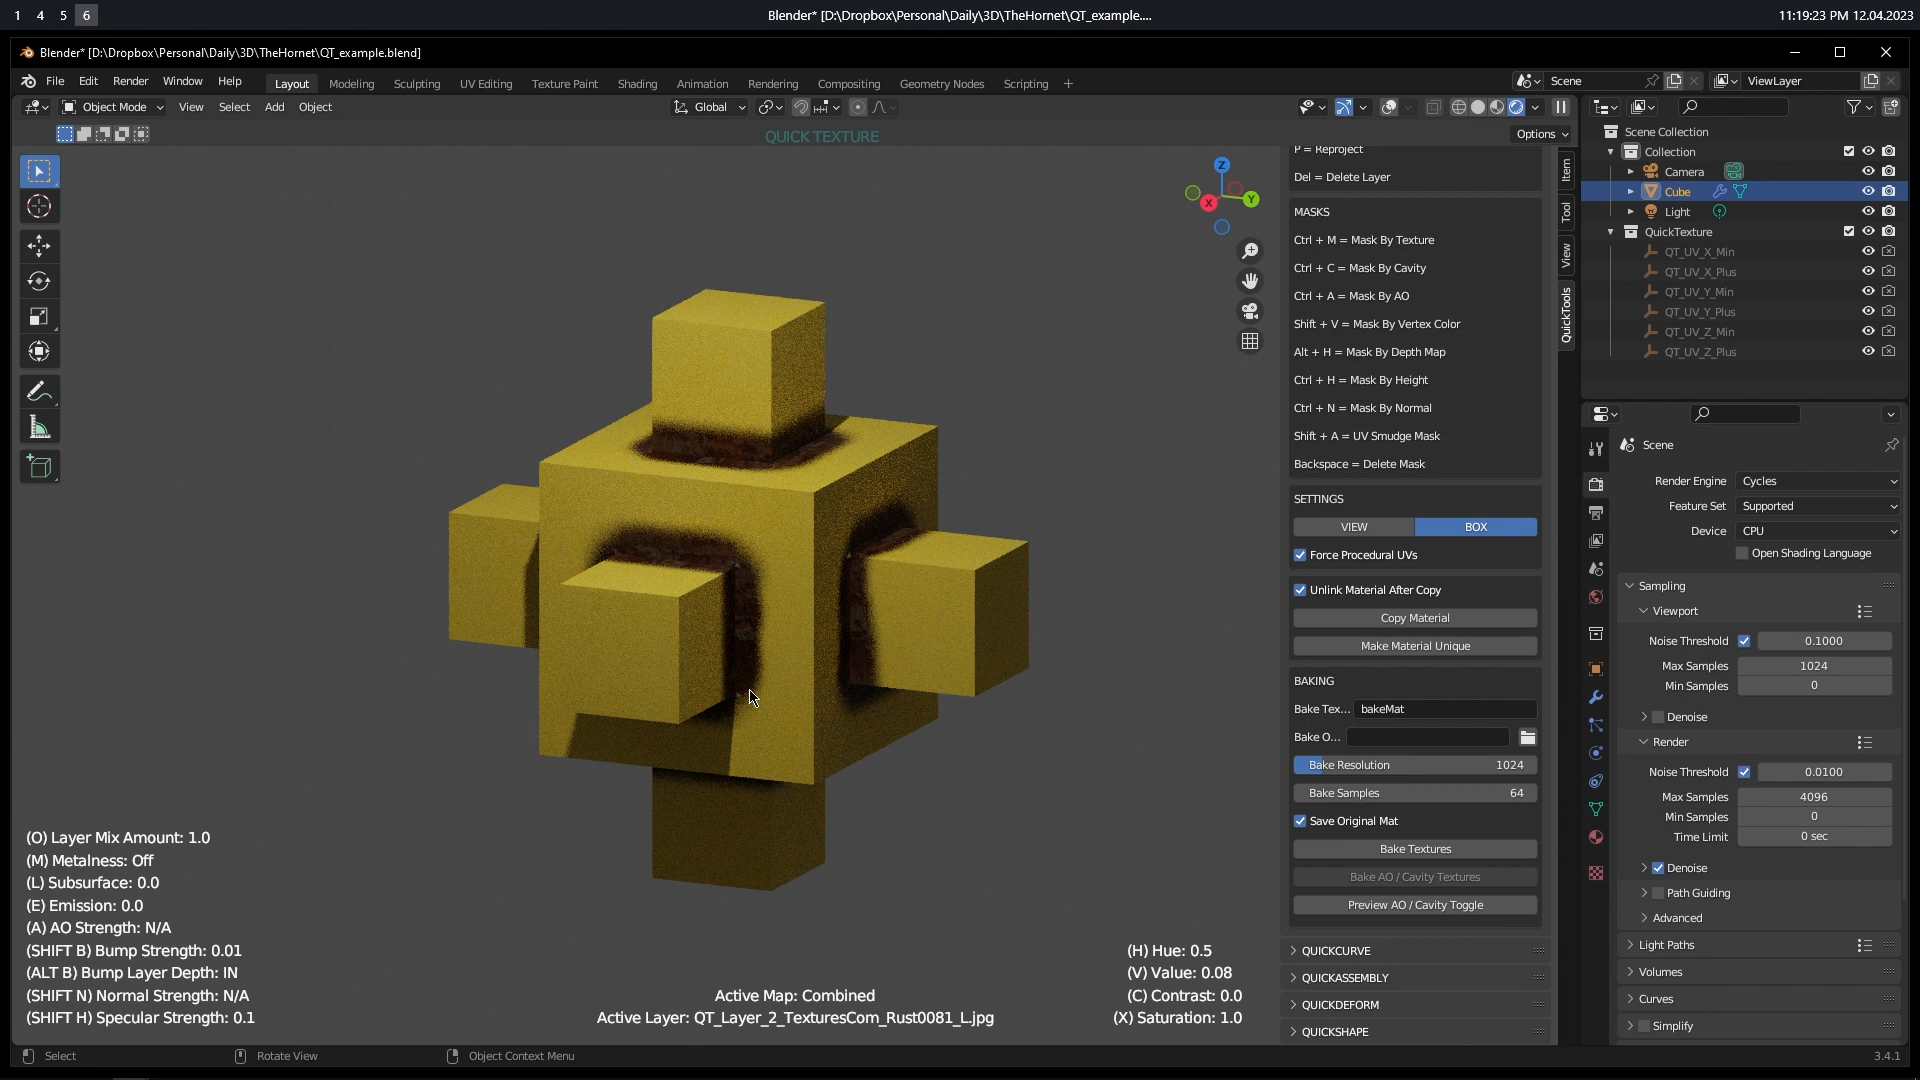 1 4 5 6
Blender* [D:\Dropbox\Personal\Daily\3D\TheHornet\QT_example....
11:19:23 PM 12.04.2023
Blender* [D:\Dropbox\Personal\Daily\3D\TheHornet\QT_example.blend]
File Edit Render Window Help
Layout Modeling Sculpting UV Editing Texture Paint Shading Animation Rendering Compositing Geometry Nodes Scripting +
Scene
ViewLayer
Object Mode View Select Add Object
Global
QUICK TEXTURE
Options
Z
X
Y
Item
Tool
View
QuickTools
P = Reproject
Del = Delete Layer
MASKS
Ctrl + M = Mask By Texture
Ctrl + C = Mask By Cavity
Ctrl + A = Mask By AO
Shift + V = Mask By Vertex Color
Alt + H = Mask By Depth Map
Ctrl + H = Mask By Height
Ctrl + N = Mask By Normal
Shift + A = UV Smudge Mask
Backspace = Delete Mask
SETTINGS
VIEW BOX
Force Procedural UVs
Unlink Material After Copy
Copy Material
Make Material Unique
BAKING
Bake Tex... bakeMat
Bake O...
Bake Resolution 1024
Bake Samples 64
Save Original Mat
Bake Textures
Bake AO / Cavity Textures
Preview AO / Cavity Toggle
QUICKCURVE
QUICKASSEMBLY
QUICKDEFORM
QUICKSHAPE
Scene Collection
Collection
Camera
Cube
Light
QuickTexture
QT_UV_X_Min
QT_UV_X_Plus
QT_UV_Y_Min
QT_UV_Y_Plus
QT_UV_Z_Min
QT_UV_Z_Plus
Scene
Render Engine Cycles
Feature Set Supported
Device CPU
Open Shading Language
Sampling
Viewport
Noise Threshold 0.1000
Max Samples 1024
Min Samples 0
Denoise
Render
Noise Threshold 0.0100
Max Samples 4096
Min Samples 0
Time Limit 0 sec
Denoise
Path Guiding
Advanced
Light Paths
Volumes
Curves
Simplify
(O) Layer Mix Amount: 1.0
(M) Metalness: Off
(L) Subsurface: 0.0
(E) Emission: 0.0
(A) AO Strength: N/A
(SHIFT B) Bump Strength: 0.01
(ALT B) Bump Layer Depth: IN
(SHIFT N) Normal Strength: N/A
(SHIFT H) Specular Strength: 0.1
Active Map: Combined
Active Layer: QT_Layer_2_TexturesCom_Rust0081_L.jpg
(H) Hue: 0.5
(V) Value: 0.08
(C) Contrast: 0.0
(X) Saturation: 1.0
Select
Rotate View
Object Context Menu
3.4.1